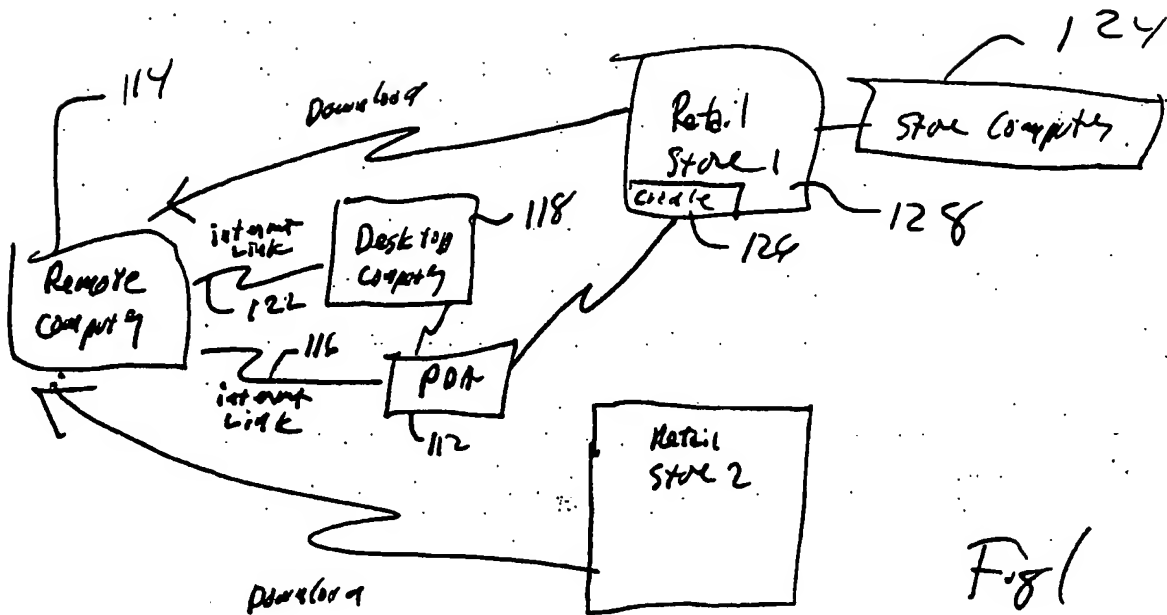 124
114
Download
Retail
Store 1
Store Computer
cradle
128
126
118
internet
Link
Desktop
Computer
Remote
Computer
122
116
PDA
internet
Link
112
Retail
Store 2
Download
Fig 1